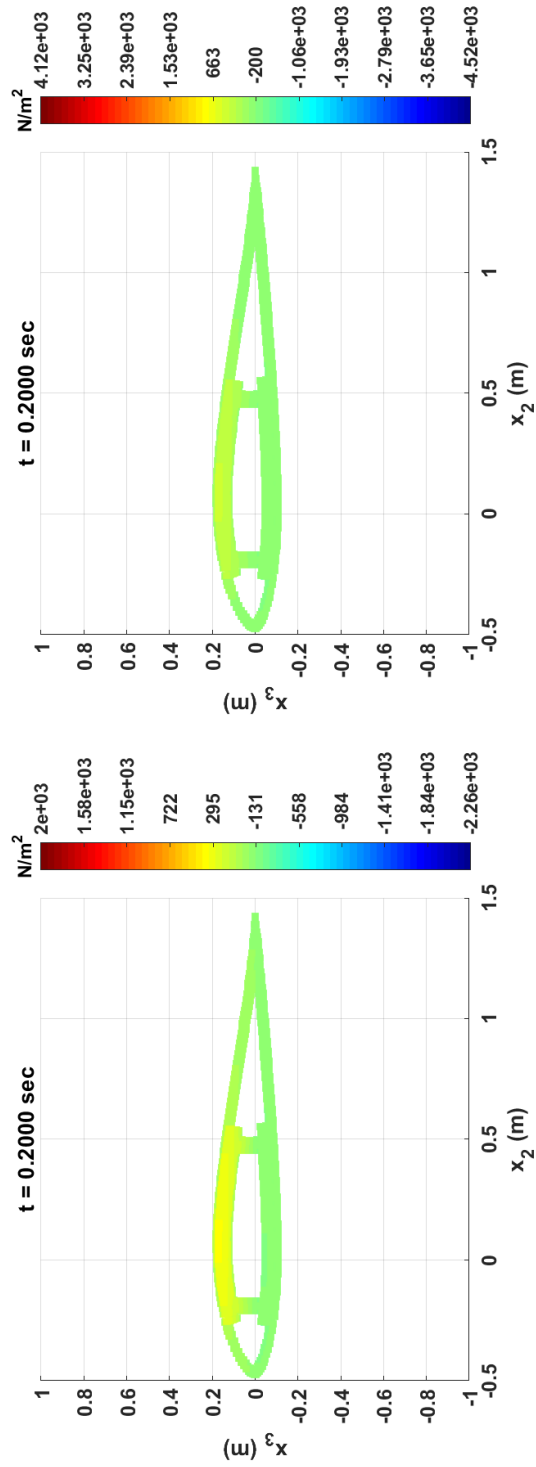 t = 0.2000 sec
N/m²
1
0.8
0.6
0.4
0.2
0
-0.2
-0.4
-0.6
-0.8
-1
x₃ (m)
-0.5
0
0.5
1
1.5
x₂ (m)
2e+03
1.58e+03
1.15e+03
722
295
-131
-558
-984
-1.41e+03
-1.84e+03
-2.26e+03
t = 0.2000 sec
N/m²
1
0.8
0.6
0.4
0.2
0
-0.2
-0.4
-0.6
-0.8
-1
x₃ (m)
-0.5
0
0.5
1
1.5
x₂ (m)
4.12e+03
3.25e+03
2.39e+03
1.53e+03
663
-200
-1.06e+03
-1.93e+03
-2.79e+03
-3.65e+03
-4.52e+03